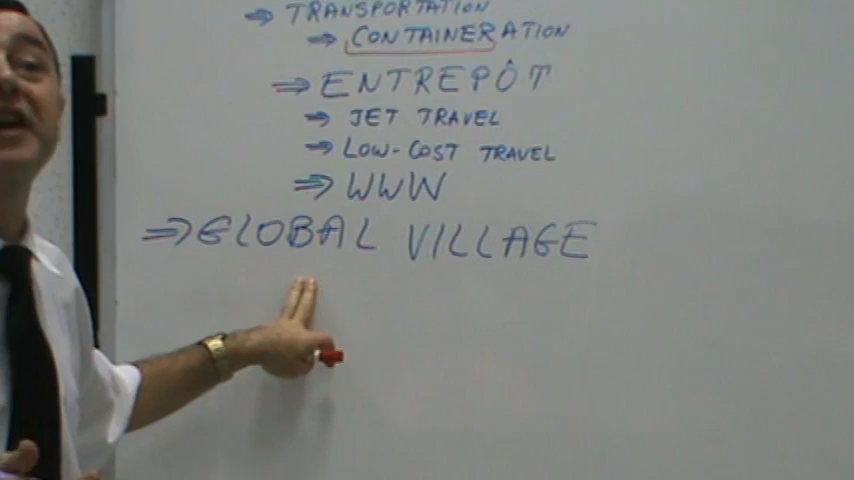 ⇒ TRANSPORTATION
⇒ CONTAINERATION
⇒ ENTREPÔT
⇒ JET TRAVEL
⇒ LOW-COST TRAVEL
⇒ WWW
⇒ GLOBAL VILLAGE